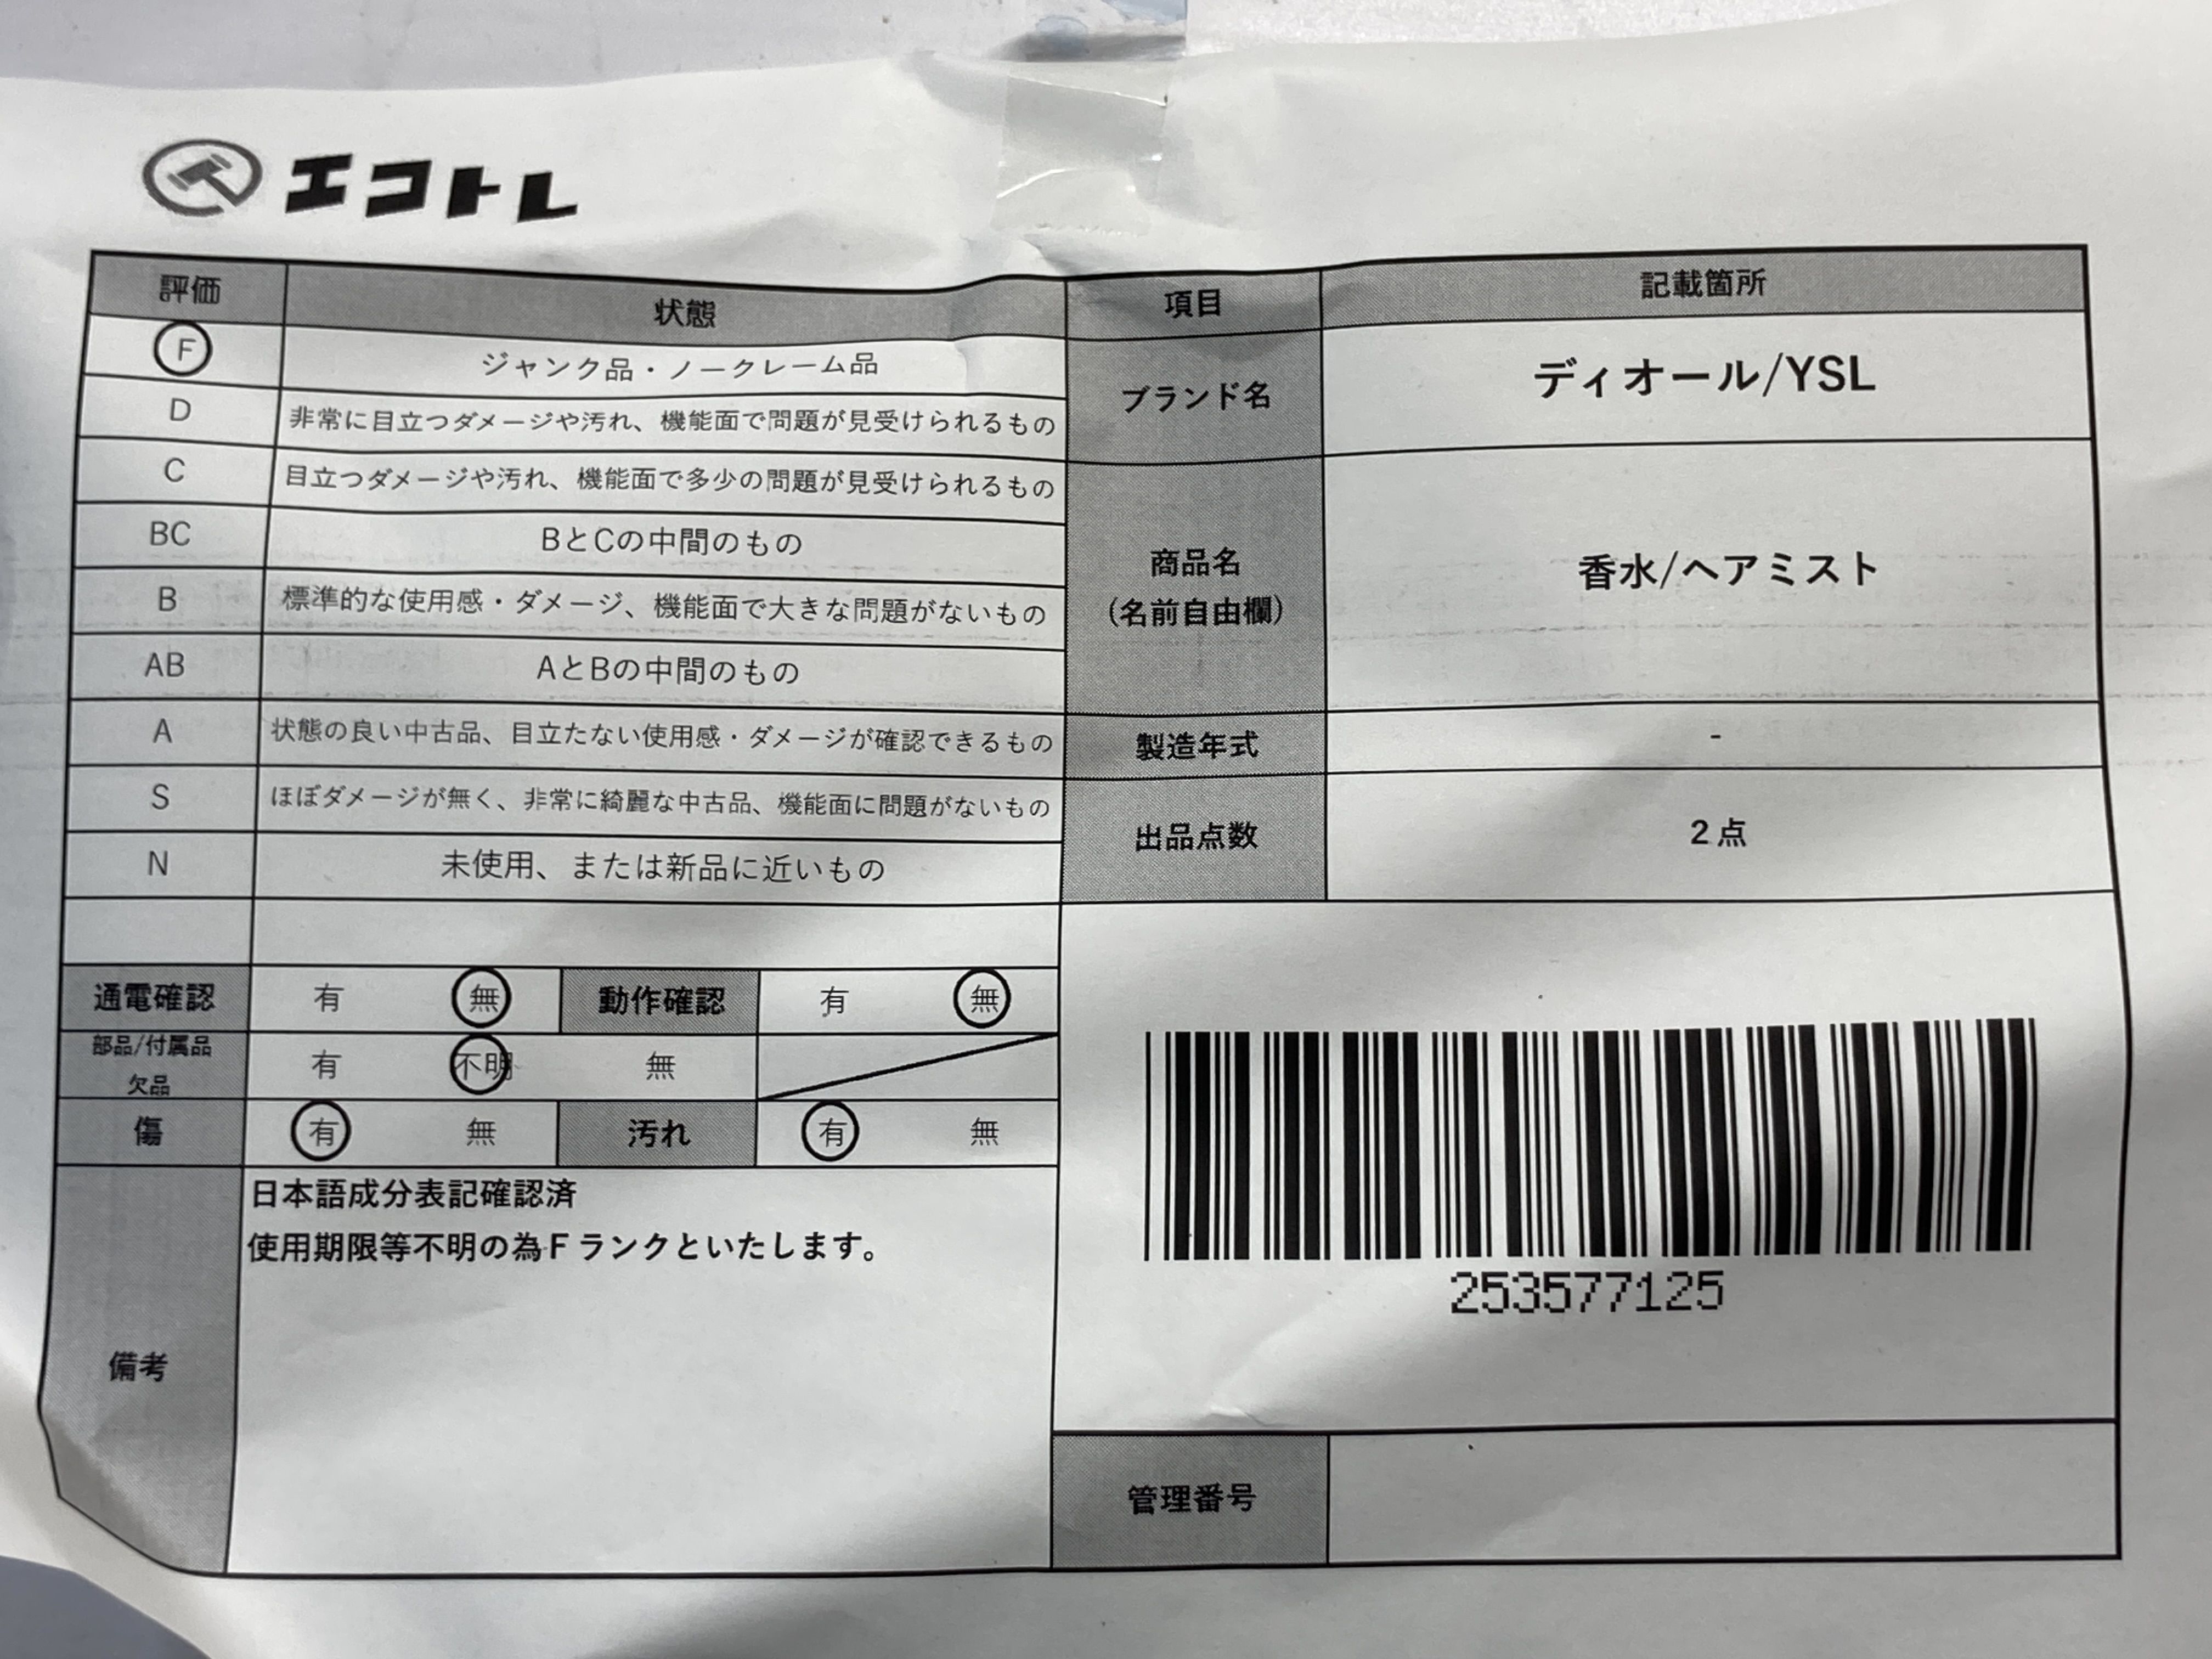 エコトレ
評価 状態
F ジャンク品・ノークレーム品
D 非常に目立つダメージや汚れ、機能面で問題が見受けられるもの
C 目立つダメージや汚れ、機能面で多少の問題が見受けられるもの
BC BとCの中間のもの
B 標準的な使用感・ダメージ、機能面で大きな問題がないもの
AB AとBの中間のもの
A 状態の良い中古品、目立たない使用感・ダメージが確認できるもの
S ほぼダメージが無く、非常に綺麗な中古品、機能面に問題がないもの
N 未使用、または新品に近いもの
通電確認 有 無 動作確認 有 無
部品/付属品
欠品 有 不明 無
傷 有 無 汚れ 有 無
備考
日本語成分表記確認済
使用期限等不明の為Fランクといたします。
項目 記載箇所
ブランド名 ディオール/YSL
商品名
(名前自由欄)
香水/ヘアミスト
製造年式 -
出品点数 2点
253577125
管理番号